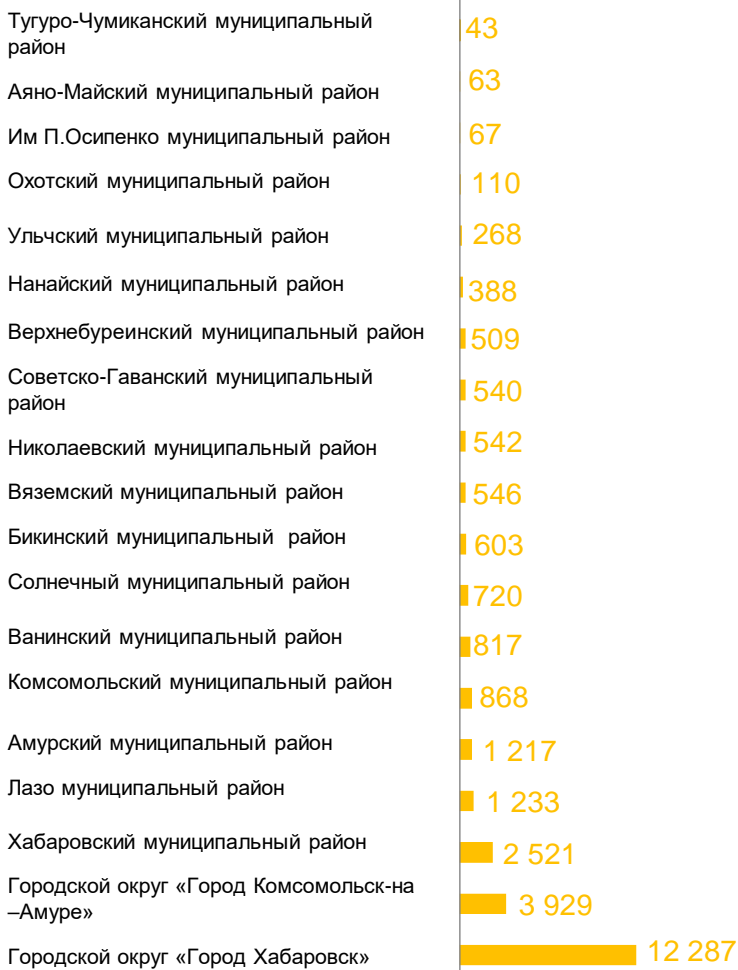 Тугуро-Чумиканский муниципальный
район
43
Аяно-Майский муниципальный район
63
Им П.Осипенко муниципальный район
67
Охотский муниципальный район
110
Ульчский муниципальный район
268
Нанайский муниципальный район
388
Верхнебуреинский муниципальный район
509
Советско-Гаванский муниципальный
район
540
Николаевский муниципальный район
542
Вяземский муниципальный район
546
Бикинский муниципальный район
603
Солнечный муниципальный район
720
Ванинский муниципальный район
817
Комсомольский муниципальный район
868
Амурский муниципальный район
1 217
Лазо муниципальный район
1 233
Хабаровский муниципальный район
2 521
Городской округ «Город Комсомольск-на
–Амуре»
3 929
Городской округ «Город Хабаровск»
12 287